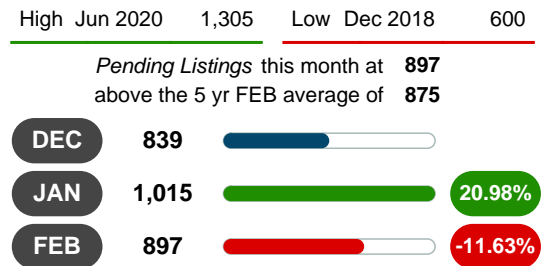 High Jun 2020 1,305 Low Dec 2018 600
Pending Listings this month at 897
above the 5 yr FEB average of 875
DEC 839
JAN 1,015 20.98%
FEB 897 -11.63%